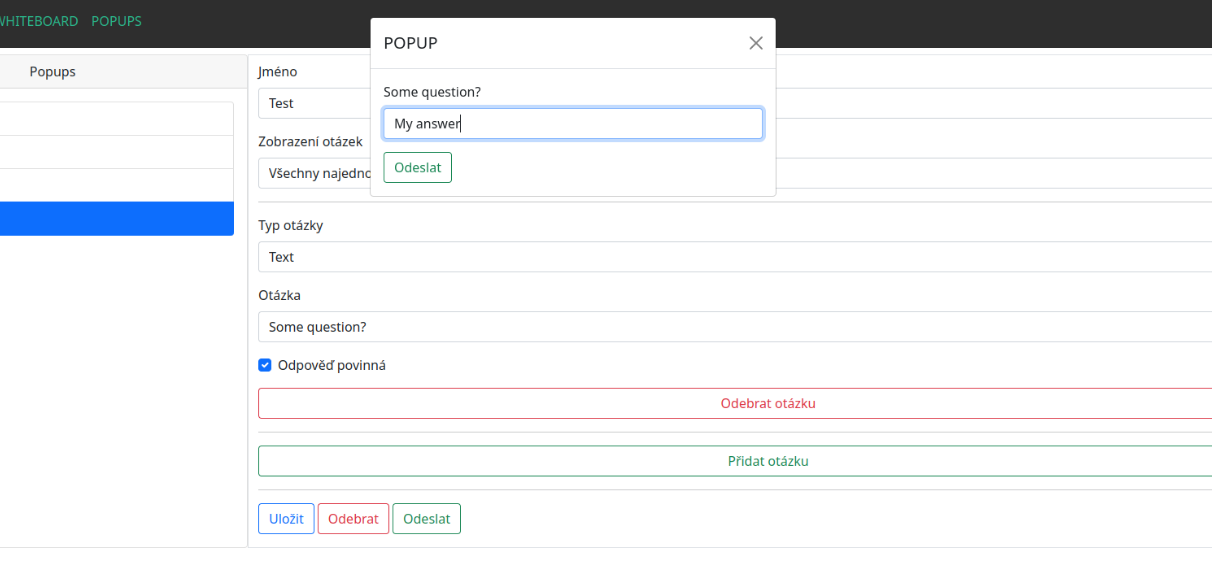 WHITEBOARD POPUPS
POPUP
Some question?
My answer
Odeslat
Popups
Jméno
Test
Zobrazení otázek
Všechny najedno
Typ otázky
Text
Otázka
Some question?
Odpověď povinná
Odebrat otázku
Přidat otázku
Uložit Odebrat Odeslat